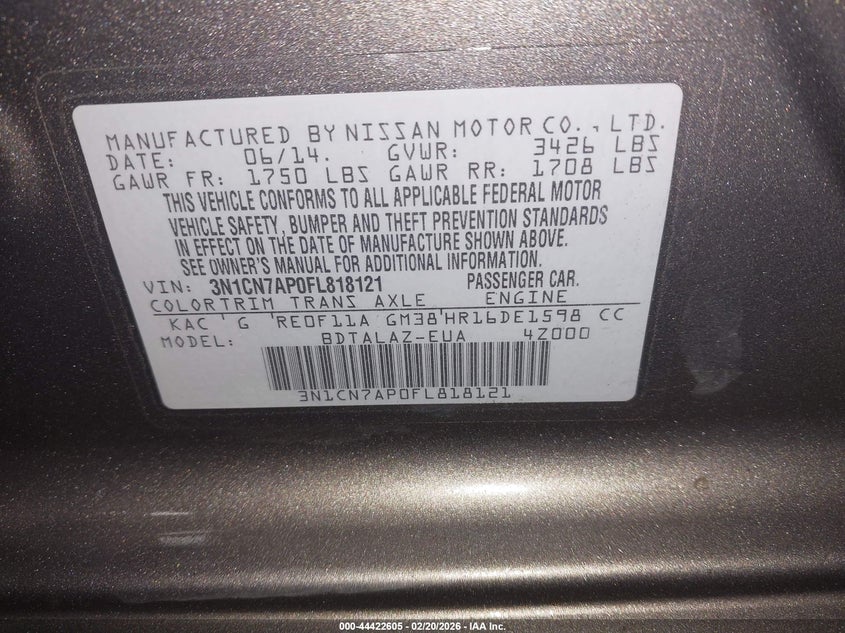 MANUFACTURED BY NISSAN MOTOR CO., LTD.
DATE: 06/14. GVWR: 3426 LBS
GAWR FR: 1750 LBS GAWR RR: 1708 LBS
THIS VEHICLE CONFORMS TO ALL APPLICABLE FEDERAL MOTOR
VEHICLE SAFETY, BUMPER AND THEFT PREVENTION STANDARDS
IN EFFECT ON THE DATE OF MANUFACTURE SHOWN ABOVE.
SEE OWNER'S MANUAL FOR ADDITIONAL INFORMATION.
VIN: 3N1CN7AP0FL818121 PASSENGER CAR.
COLOR TRIM TRANS AXLE ENGINE
KAC G RE0F11A GM38 HR16DE1598 CC
MODEL: BDTALAZ-EUA 4Z000
3N1CN7AP0FL818121
000-44422605 - 02/20/2026 - IAA Inc.